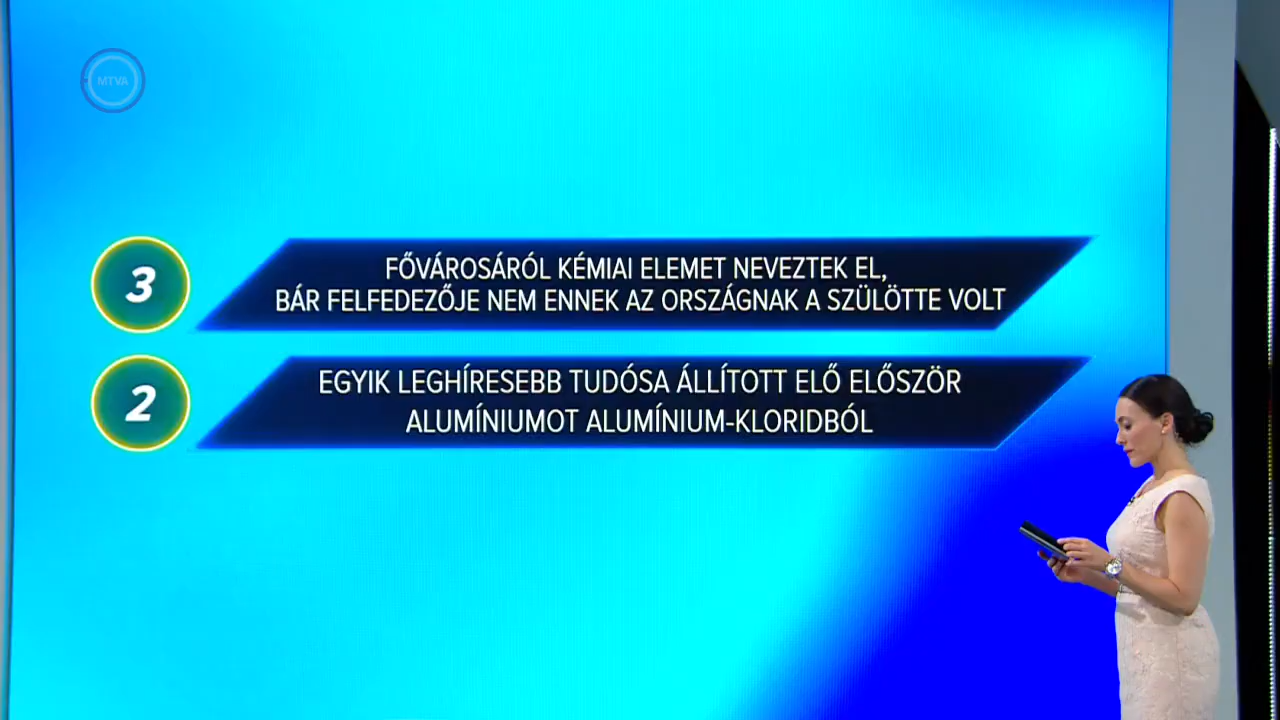 MTVA
3
FŐVÁROSÁRÓL KÉMIAI ELEMET NEVEZTEK EL,
BÁR FELFEDEZŐJE NEM ENNEK AZ ORSZÁGNAK A SZÜLÖTTE VOLT
2
EGYIK LEGHÍRESEBB TUDÓSA ÁLLÍTOTT ELŐ ELŐSZÖR
ALUMÍNIUMOT ALUMÍNIUM-KLORIDBÓL